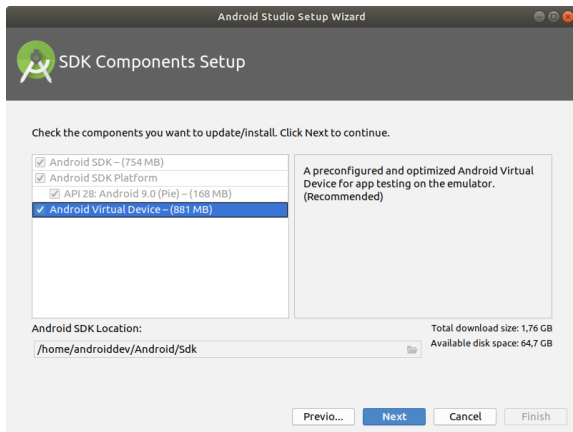 Android Studio Setup Wizard
SDK Components Setup
Check the components you want to update/install. Click Next to continue.
Android SDK – (754 MB)
Android SDK Platform
API 28: Android 9.0 (Pie) – (168 MB)
Android Virtual Device – (881 MB)
A preconfigured and optimized Android Virtual
Device for app testing on the emulator.
(Recommended)
Android SDK Location:
/home/androiddev/Android/Sdk
Total download size: 1,76 GB
Available disk space: 64,7 GB
Previo...
Next
Cancel
Finish